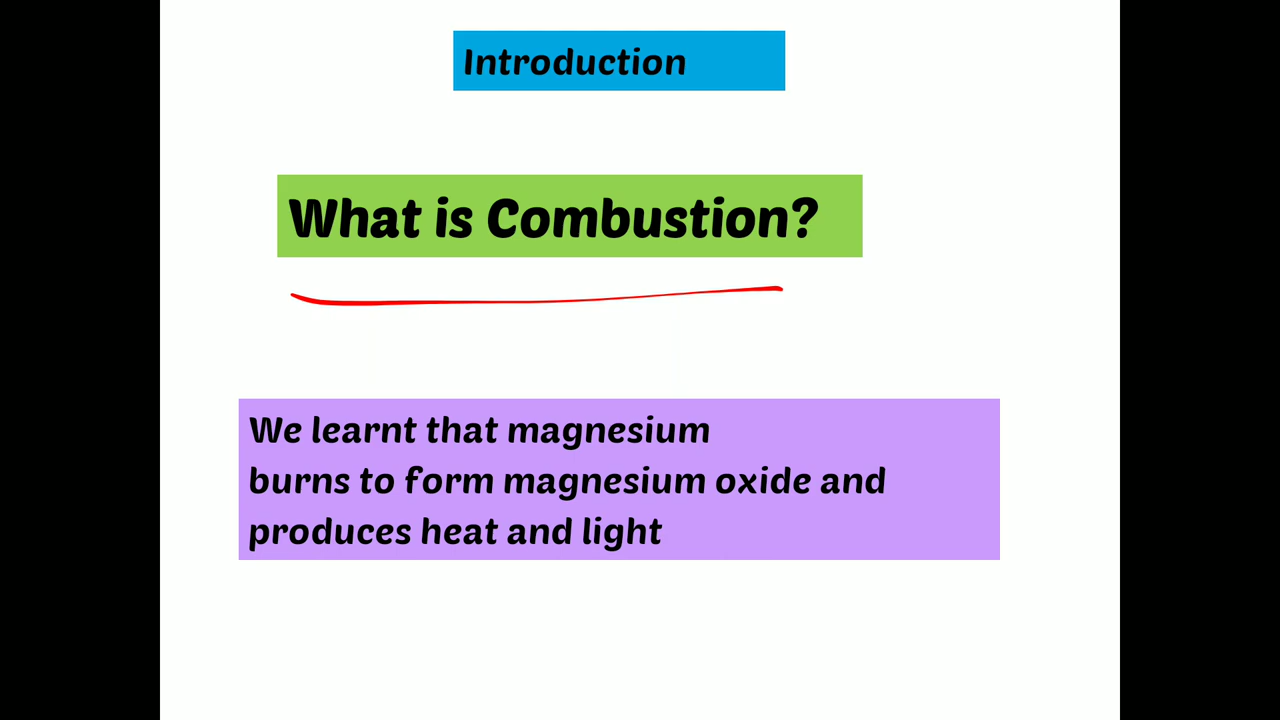 Introduction
What is Combustion?
We learnt that magnesium
burns to form magnesium oxide and
produces heat and light